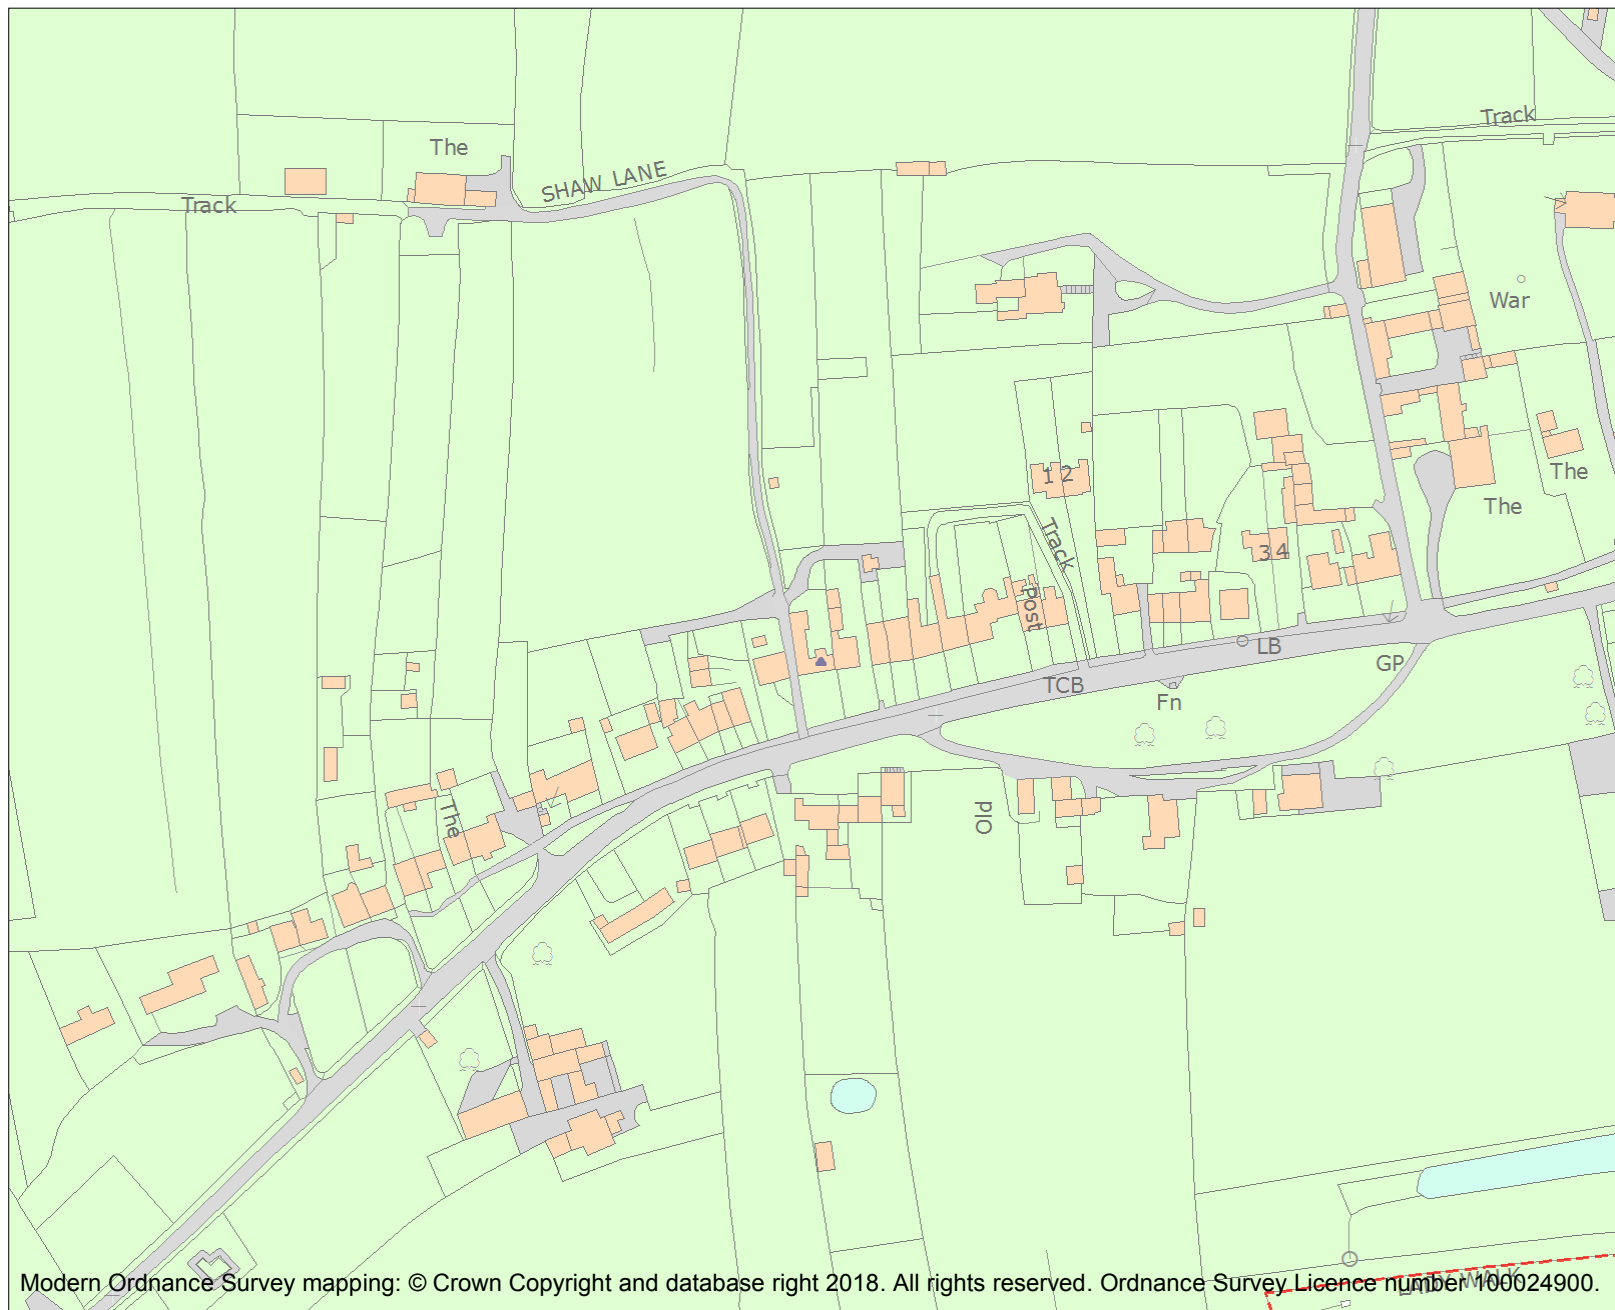 Track
The
SHAW LANE
Track
War
1 2
The
The
Track
3 4
Post
LB
GP
TCB
Fn
The
Old
LADY WALK
Modern Ordnance Survey mapping: © Crown Copyright and database right 2018. All rights reserved. Ordnance Survey Licence number 100024900.